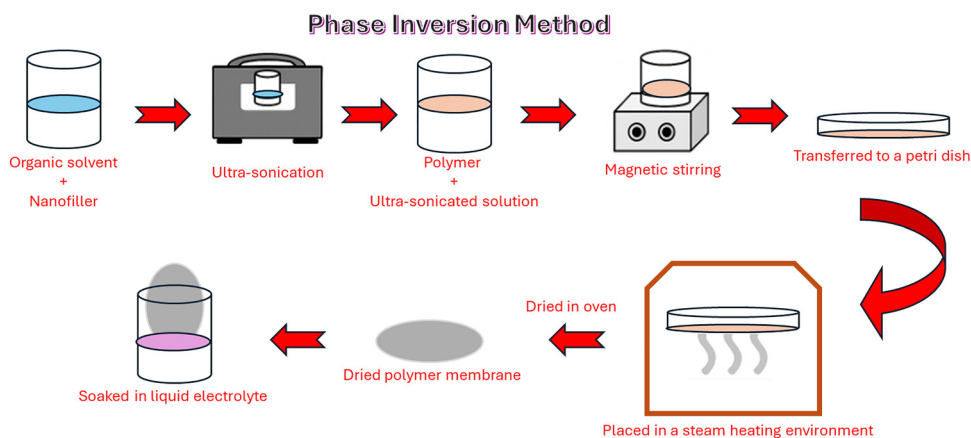 Phase Inversion Method
Organic solvent
+
Nanofiller
Ultra-sonication
Polymer
+
Ultra-sonicated solution
Magnetic stirring
Transferred to a petri dish
Placed in a steam heating environment
Dried in oven
Dried polymer membrane
Soaked in liquid electrolyte